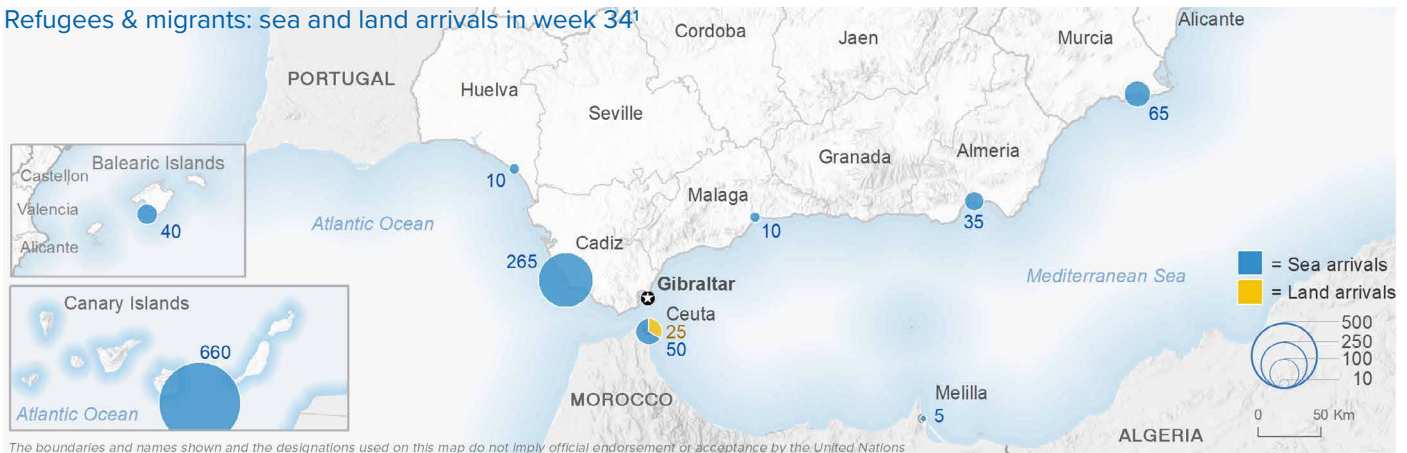 Refugees & migrants: sea and land arrivals in week 34¹
Alicante
Cordoba
Jaen
Murcia
PORTUGAL
Huelva
Seville
65
Balearic Islands
Castellon
Valencia
Alicante
40
10
Granada
Almeria
Malaga
10
35
Atlantic Ocean
265
Cadiz
Gibraltar
Ceuta
25
50
Mediterranean Sea
= Sea arrivals
= Land arrivals
500
250
100
10
0 50 Km
Canary Islands
660
Atlantic Ocean
MOROCCO
Melilla
5
ALGERIA
The boundaries and names shown and the designations used on this map do not imply official endorsement or acceptance by the United Nations